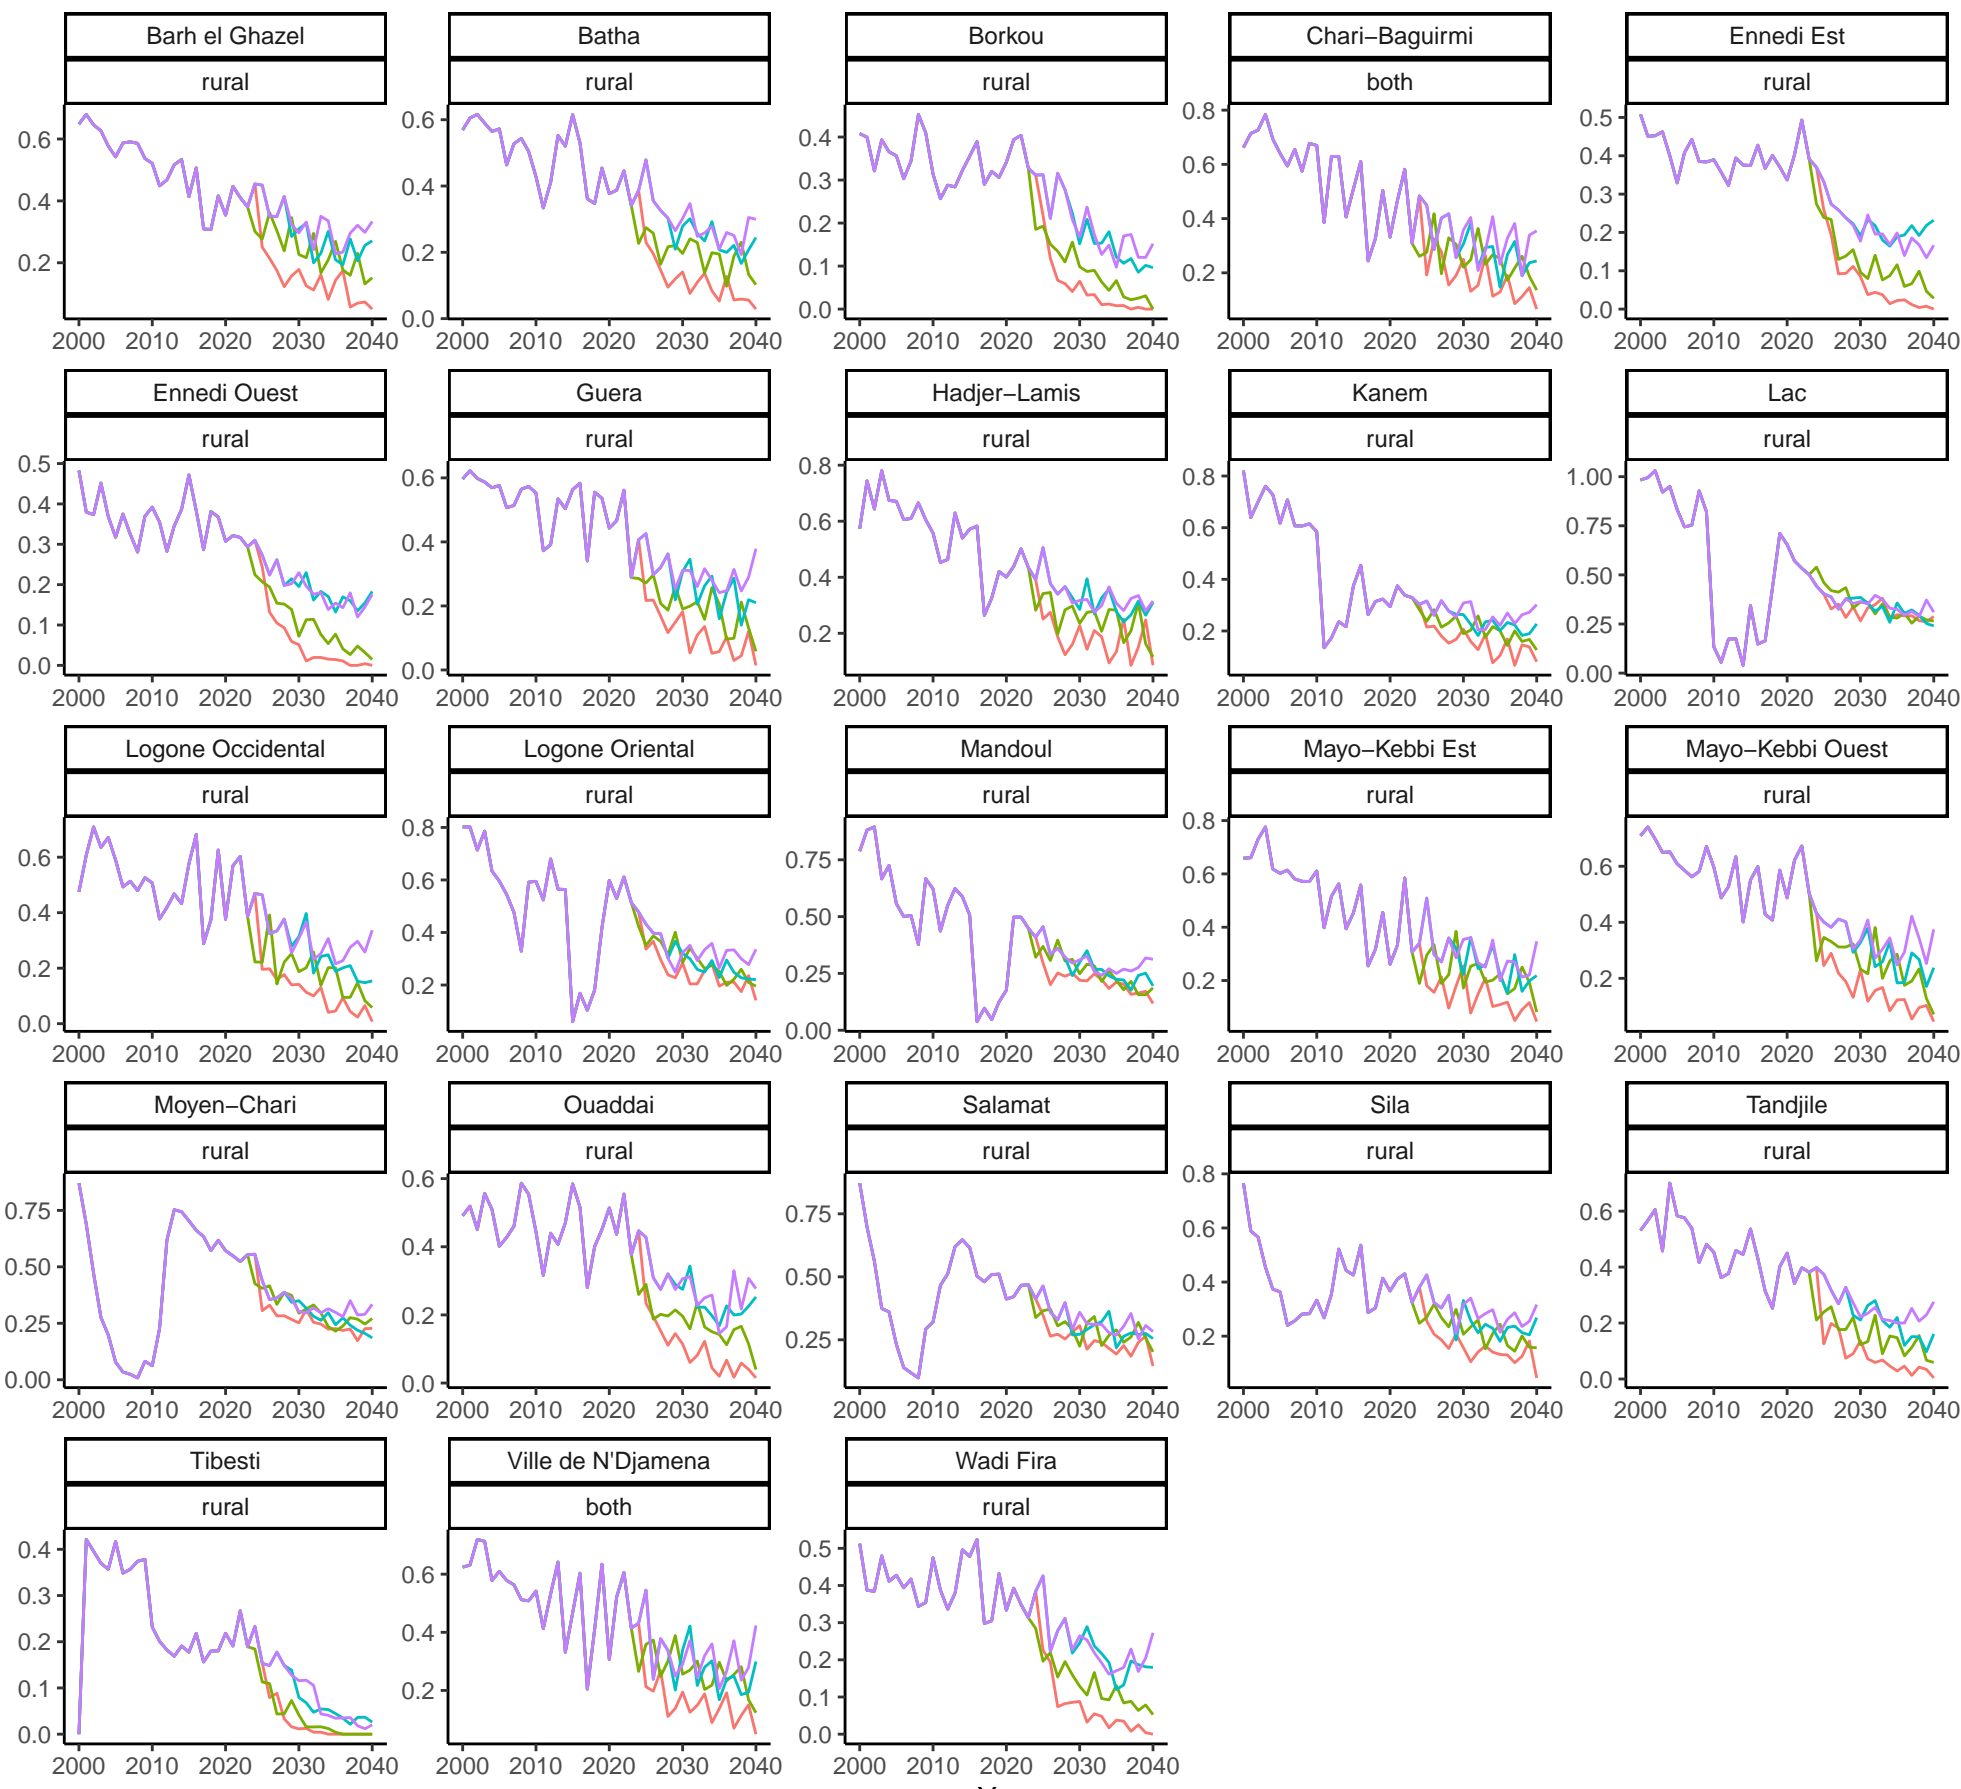 Barh el Ghazel Batha Borkou Chari−Baguirmi Ennedi Est
rural rural rural both rural
0.6 0.4 0.2
0.6 0.4 0.2 0.0
0.4 0.3 0.2 0.1 0.0
0.8 0.6 0.4 0.2
0.5 0.4 0.3 0.2 0.1 0.0
2000 2010 2020 2030 2040 2000 2010 2020 2030 2040 2000 2010 2020 2030 2040 2000 2010 2020 2030 2040 2000 2010 2020 2030 2040
Ennedi Ouest Guera Hadjer−Lamis Kanem Lac
rural rural rural rural rural
0.5 0.4 0.3 0.2 0.1 0.0
0.6 0.4 0.2 0.0
0.8 0.6 0.4 0.2
0.8 0.6 0.4 0.2
1.00 0.75 0.50 0.25 0.00
2000 2010 2020 2030 2040 2000 2010 2020 2030 2040 2000 2010 2020 2030 2040 2000 2010 2020 2030 2040 2000 2010 2020 2030 2040
Logone Occidental Logone Oriental Mandoul Mayo−Kebbi Est Mayo−Kebbi Ouest
rural rural rural rural rural
0.6 0.4 0.2 0.0
0.8 0.6 0.4 0.2
0.75 0.50 0.25 0.00
0.8 0.6 0.4 0.2
0.6 0.4 0.2
2000 2010 2020 2030 2040 2000 2010 2020 2030 2040 2000 2010 2020 2030 2040 2000 2010 2020 2030 2040 2000 2010 2020 2030 2040
Moyen−Chari Ouaddai Salamat Sila Tandjile
rural rural rural rural rural
0.75 0.50 0.25 0.00
0.6 0.4 0.2 0.0
0.75 0.50 0.25
0.8 0.6 0.4 0.2
0.6 0.4 0.2 0.0
2000 2010 2020 2030 2040 2000 2010 2020 2030 2040 2000 2010 2020 2030 2040 2000 2010 2020 2030 2040 2000 2010 2020 2030 2040
Tibesti Ville de N'Djamena Wadi Fira
rural both rural
0.4 0.3 0.2 0.1 0.0
0.6 0.4 0.2
0.5 0.4 0.3 0.2 0.1 0.0
2000 2010 2020 2030 2040 2000 2010 2020 2030 2040 2000 2010 2020 2030 2040